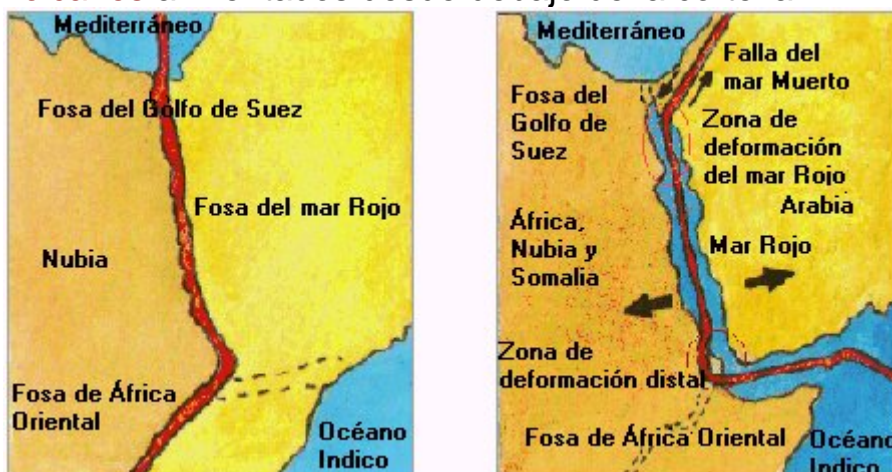 Mediterráneo
Fosa del Golfo de Suez
Fosa del mar Rojo
Nubia
Fosa de África
Oriental
Océano
Indico
Mediterráneo
Falla del
mar Muerto
Fosa del
Golfo de
Suez
Zona de
deformación
del mar Rojo
Arabia
África,
Nubia y
Somalia
Mar Rojo
Zona de
deformación distal
Fosa de África Oriental
Océano
Indico